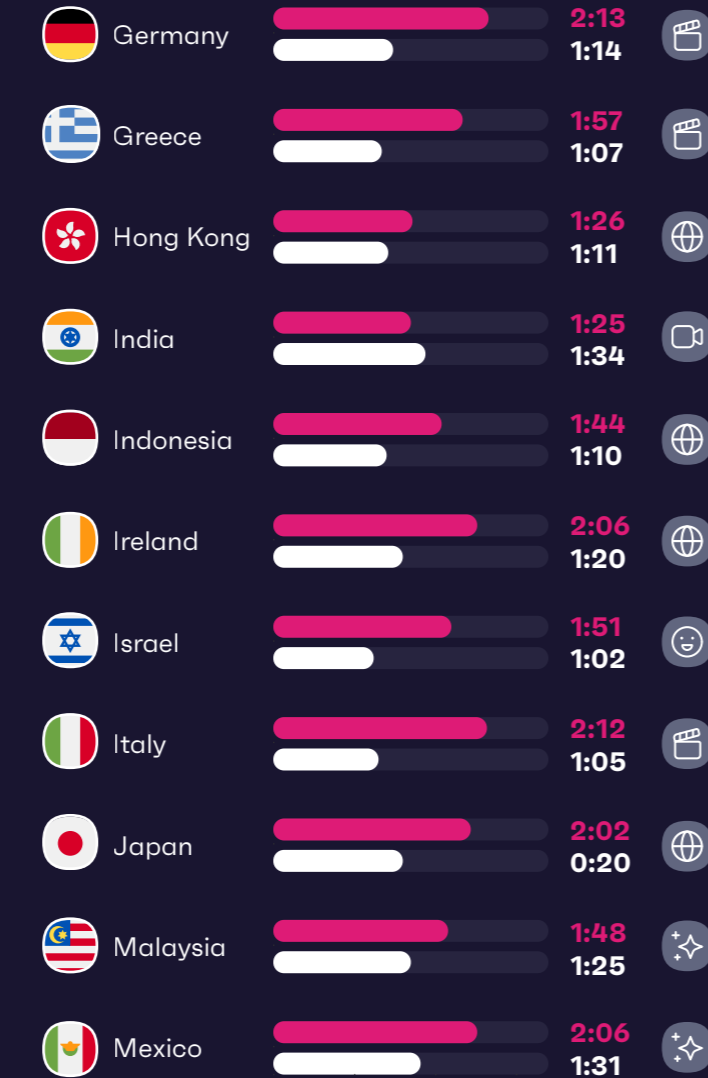 Germany
2:13
1:14
Greece
1:57
1:07
Hong Kong
1:26
1:11
India
1:25
1:34
Indonesia
1:44
1:10
Ireland
2:06
1:20
Israel
1:51
1:02
Italy
2:12
1:05
Japan
2:02
0:20
Malaysia
1:48
1:25
Mexico
2:06
1:31